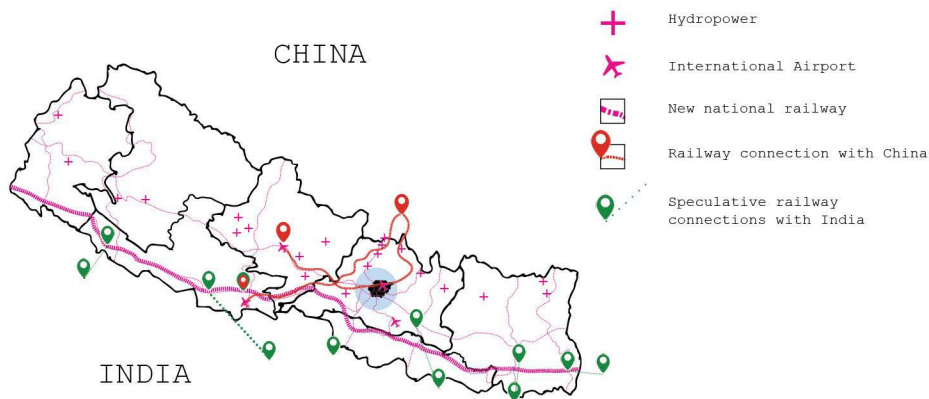 CHINA
INDIA
Hydropower
International Airport
New national railway
Railway connection with China
Speculative railway
connections with India